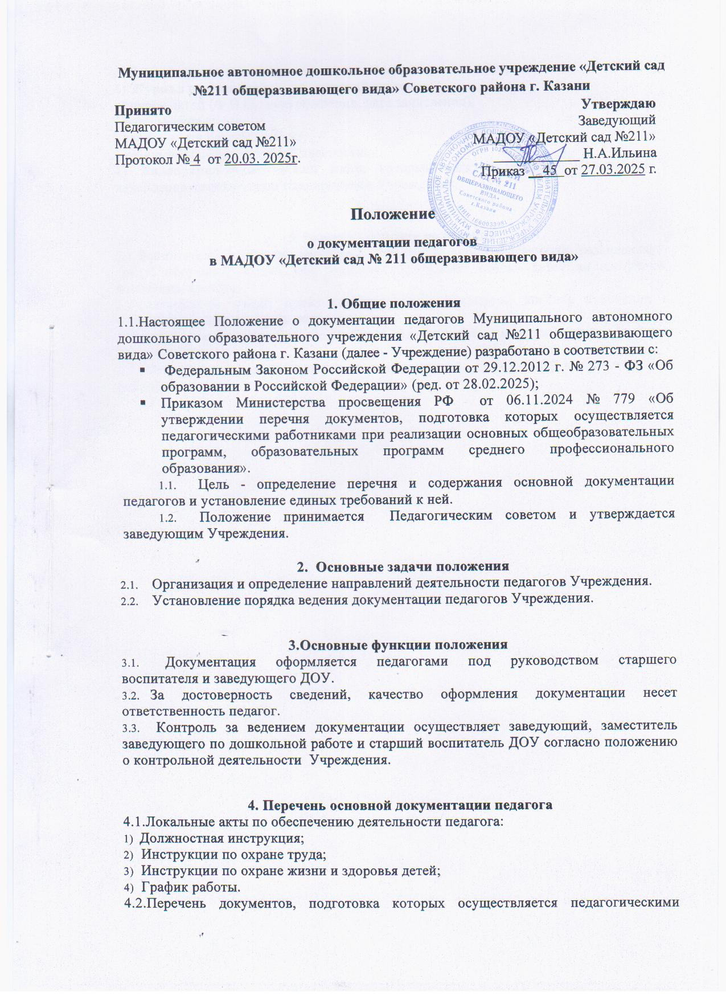 Муниципальное автономное дошкольное образовательное учреждение «Детский сад
№211 общеразвивающего вида» Советского района г. Казани
Принято
Утверждаю
Педагогическим советом
Заведующий
МАДОУ «Детский сад №211»
МАДОУ «Детский сад №211»
Протокол № 4 от 20.03. 2025г.
____________ Н.А.Ильина
Приказ __45_ от 27.03.2025 г.
«ДЕТСКИЙ
САД № 211
ОБЩЕРАЗВИВАЮЩЕГО
ВИДА»
Советского района
г.Казани
ИНН 1660033981
Положение
о документации педагогов
в МАДОУ «Детский сад № 211 общеразвивающего вида»
1. Общие положения
1.1.Настоящее Положение о документации педагогов Муниципального автономного
дошкольного образовательного учреждения «Детский сад №211 общеразвивающего
вида» Советского района г. Казани (далее - Учреждение) разработано в соответствии с:
▪ Федеральным Законом Российской Федерации от 29.12.2012 г. № 273 - ФЗ «Об
образовании в Российской Федерации» (ред. от 28.02.2025);
▪ Приказом Министерства просвещения РФ от 06.11.2024 № 779 «Об
утверждении перечня документов, подготовка которых осуществляется
педагогическими работниками при реализации основных общеобразовательных
программ, образовательных программ среднего профессионального
образования».
1.1. Цель - определение перечня и содержания основной документации
педагогов и установление единых требований к ней.
1.2. Положение принимается Педагогическим советом и утверждается
заведующим Учреждения.
2. Основные задачи положения
2.1. Организация и определение направлений деятельности педагогов Учреждения.
2.2. Установление порядка ведения документации педагогов Учреждения.
3.Основные функции положения
3.1. Документация оформляется педагогами под руководством старшего
воспитателя и заведующего ДОУ.
3.2. За достоверность сведений, качество оформления документации несет
ответственность педагог.
3.3. Контроль за ведением документации осуществляет заведующий, заместитель
заведующего по дошкольной работе и старший воспитатель ДОУ согласно положению
о контрольной деятельности Учреждения.
4. Перечень основной документации педагога
4.1.Локальные акты по обеспечению деятельности педагога:
1) Должностная инструкция;
2) Инструкции по охране труда;
3) Инструкции по охране жизни и здоровья детей;
4) График работы.
4.2.Перечень документов, подготовка которых осуществляется педагогическими